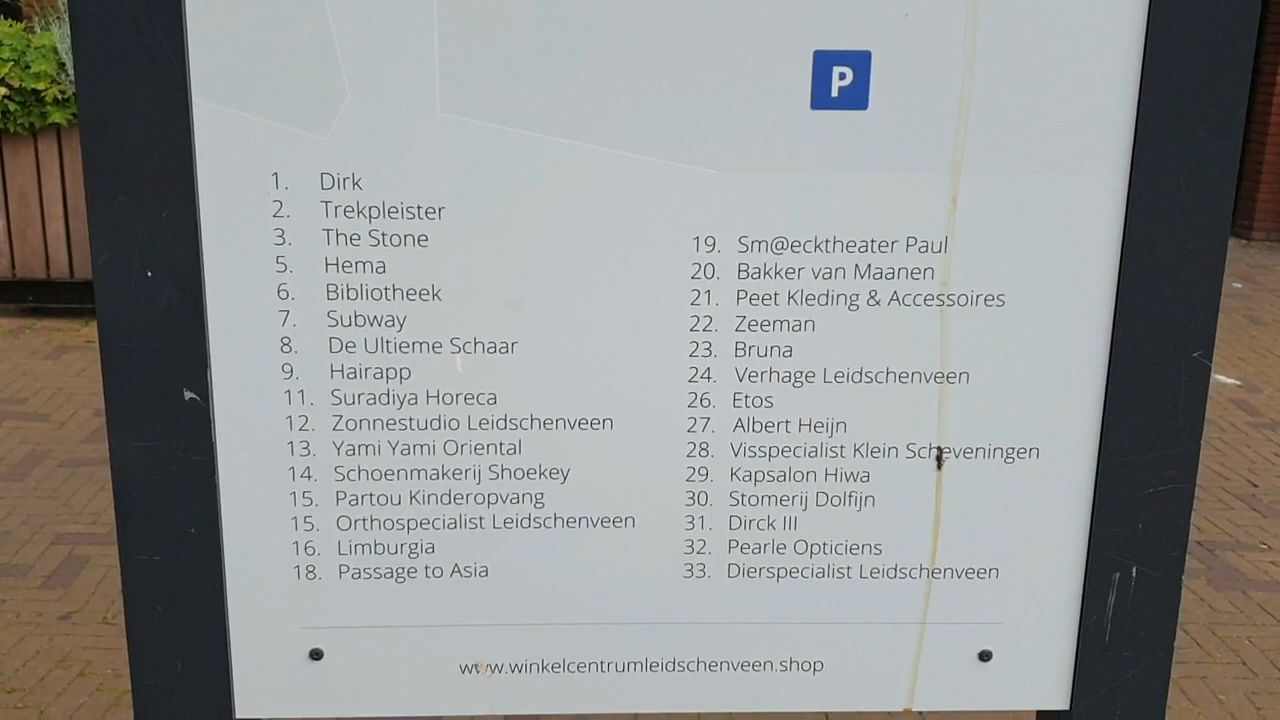 P
1. Dirk
2. Trekpleister
3. The Stone
5. Hema
6. Bibliotheek
7. Subway
8. De Ultieme Schaar
9. Hairapp
11. Suradiya Horeca
12. Zonnestudio Leidschenveen
13. Yami Yami Oriental
14. Schoenmakerij Shoekey
15. Partou Kinderopvang
15. Orthospecialist Leidschenveen
16. Limburgia
18. Passage to Asia
19. Sm@ecktheater Paul
20. Bakker van Maanen
21. Peet Kleding & Accessoires
22. Zeeman
23. Bruna
24. Verhage Leidschenveen
26. Etos
27. Albert Heijn
28. Visspecialist Klein Scheveningen
29. Kapsalon Hiwa
30. Stomerij Dolfijn
31. Dirck III
32. Pearle Opticiens
33. Dierspecialist Leidschenveen
www.winkelcentrumleidschenveen.shop